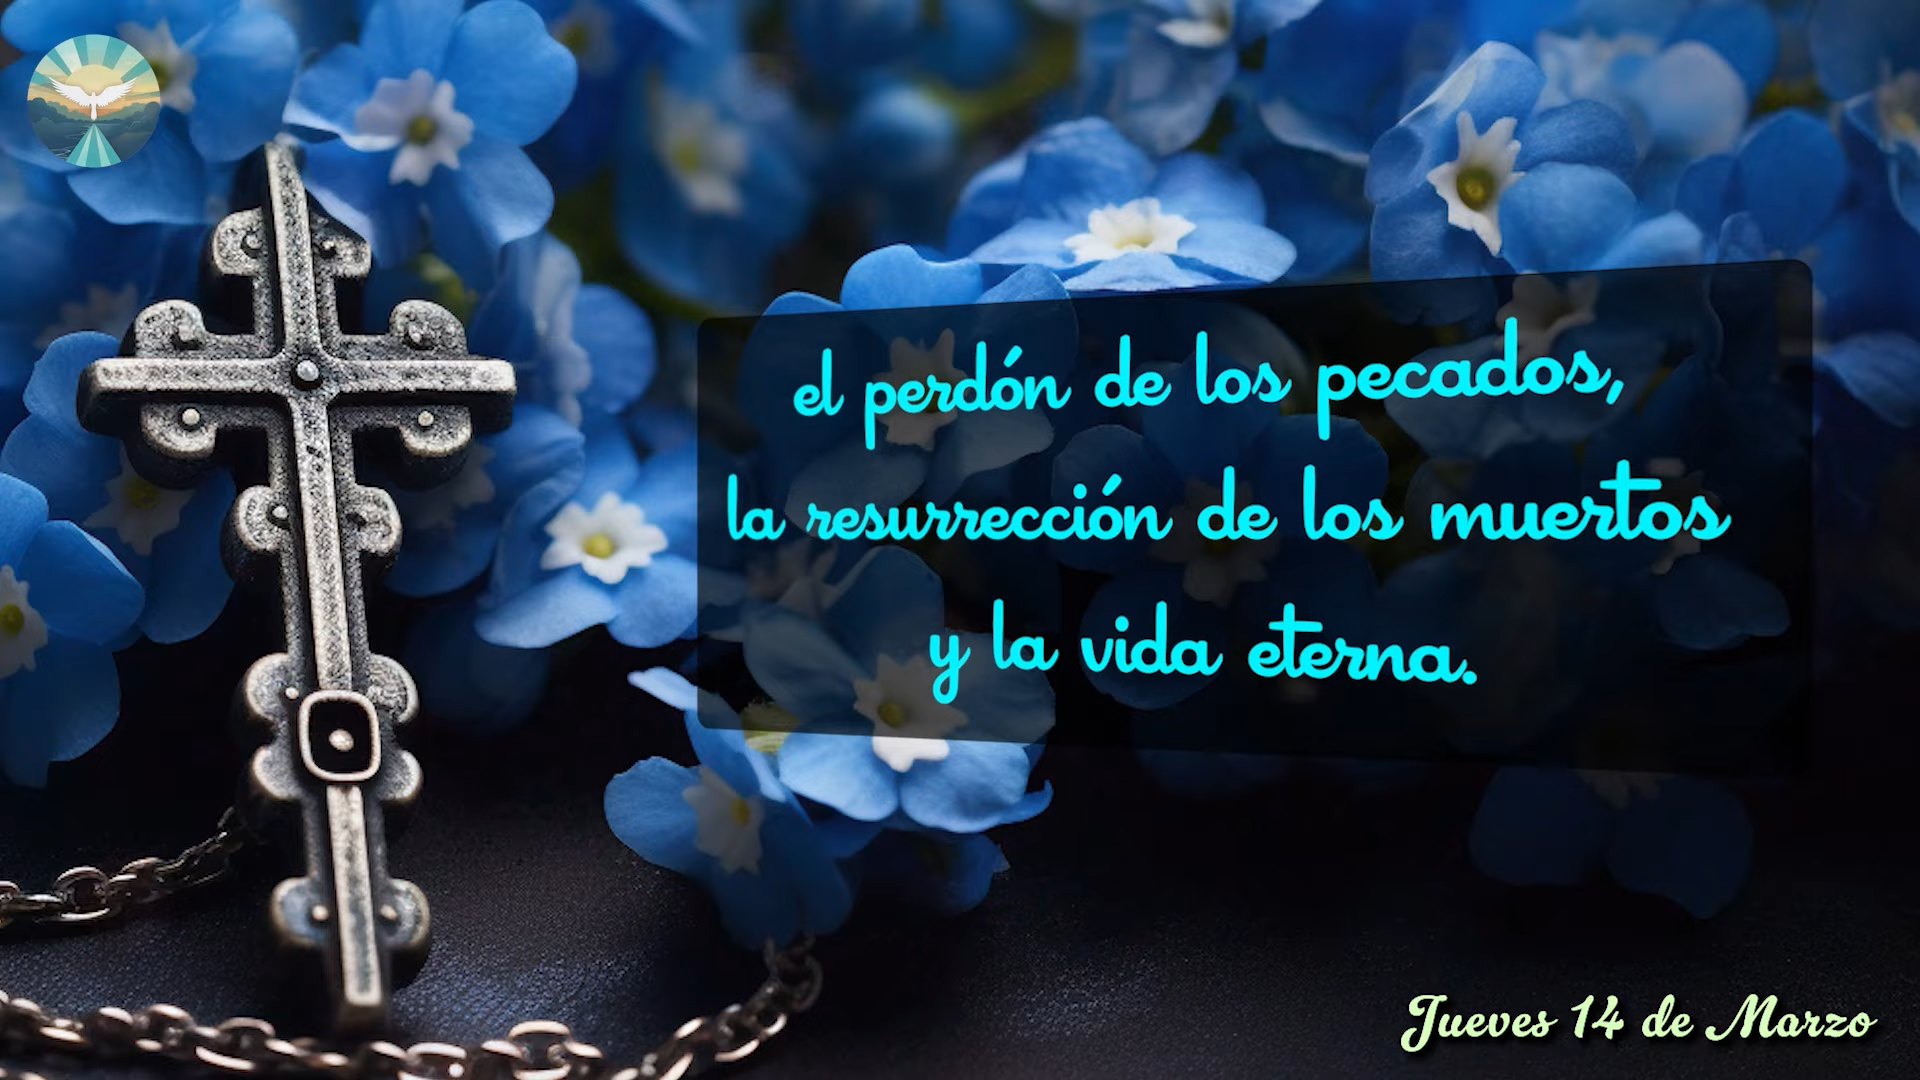 el perdón de los pecados,
la resurrección de los muertos
y la vida eterna.
Jueves 14 de Marzo